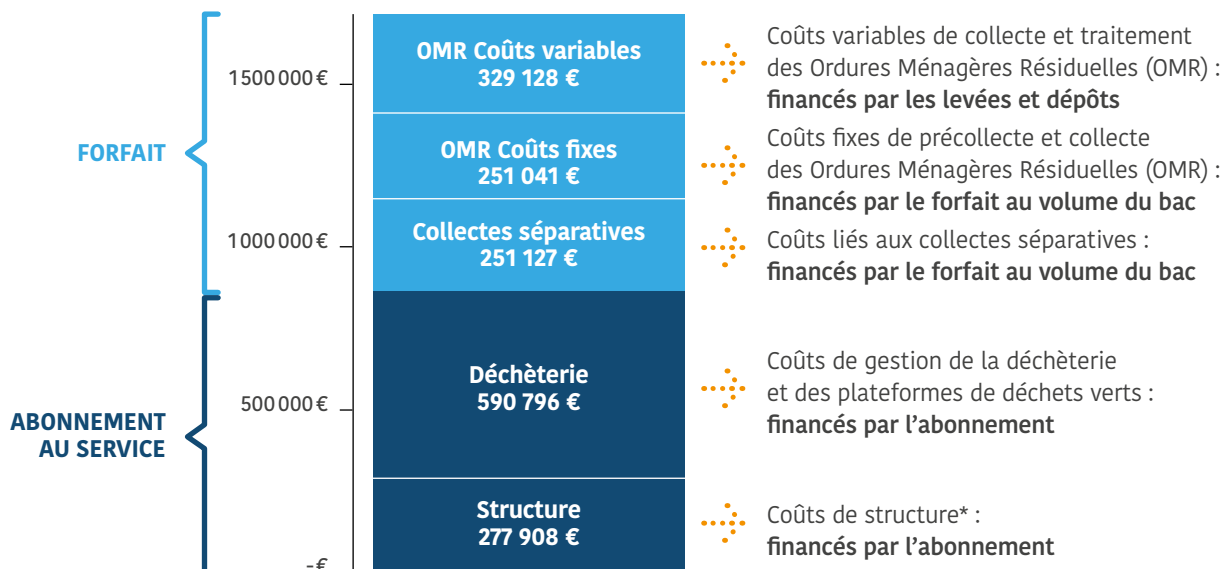 FORFAIT
ABONNEMENT
AU SERVICE
1500000€
1000000€
500000€
-€
OMR Coûts variables
329 128 €
OMR Coûts fixes
251 041 €
Collectes séparatives
251 127 €
Déchèterie
590 796 €
Structure
277 908 €
Coûts variables de collecte et traitement
des Ordures Ménagères Résiduelles (OMR) :
financés par les levées et dépôts
Coûts fixes de précollecte et collecte
des Ordures Ménagères Résiduelles (OMR) :
financés par le forfait au volume du bac
Coûts liés aux collectes séparatives :
financés par le forfait au volume du bac
Coûts de gestion de la déchèterie
et des plateformes de déchets verts :
financés par l’abonnement
Coûts de structure* :
financés par l’abonnement